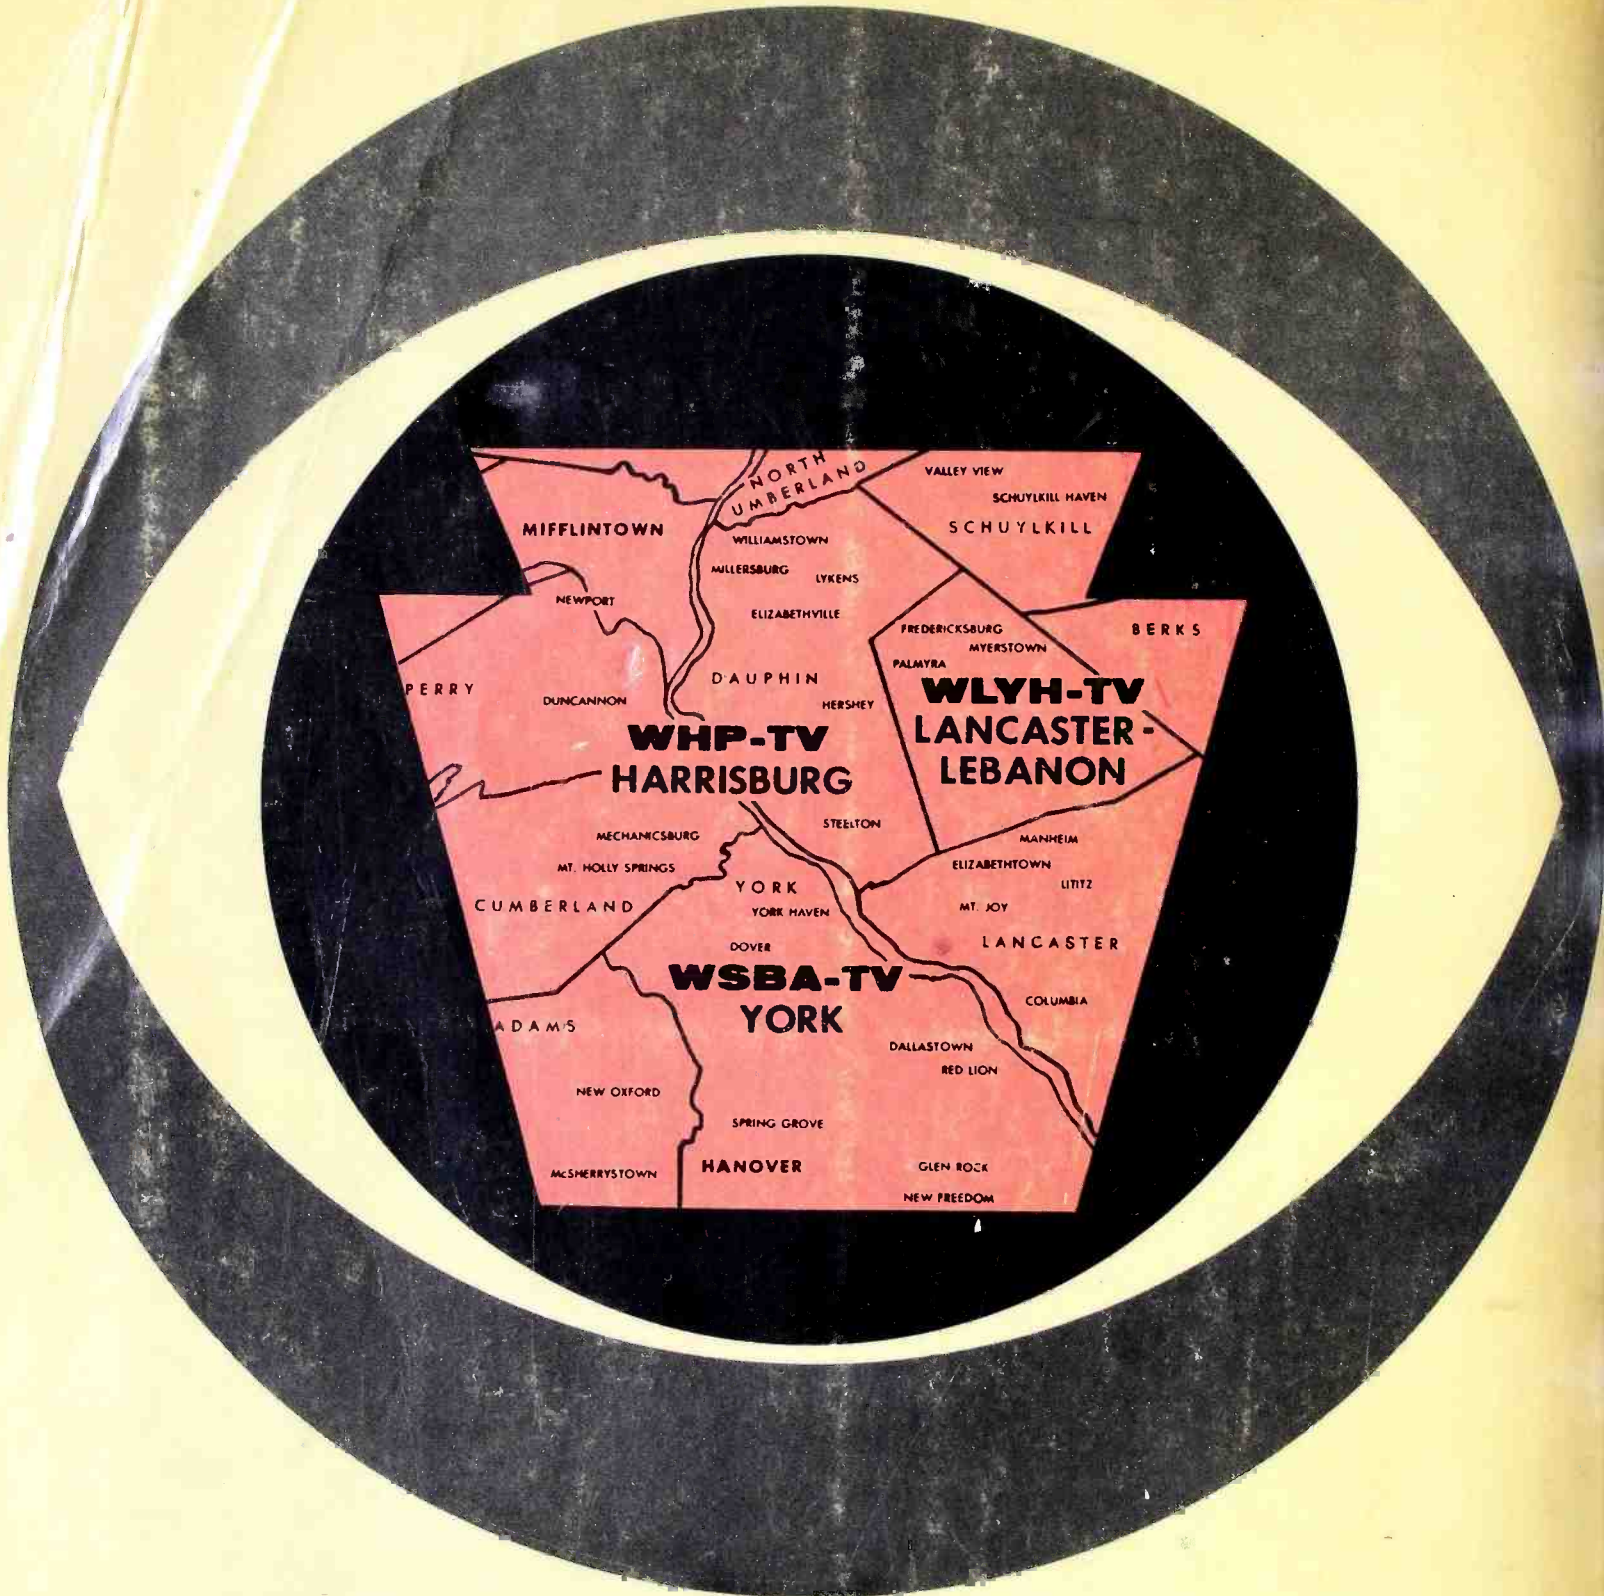 NORTH
UMBERLAND
VALLEY VIEW
SCHUYLKILL HAVEN
SCHUYLKILL
MIFFLINTOWN
WILLIAMSTOWN
MILLERSBURG
LYKENS
NEWPORT
ELIZABETHVILLE
FREDERICKSBURG
BERKS
MYERSTOWN
PALMYRA
PERRY
DAUPHIN
DUNCANNON
HERSHEY
WLYH-TV
LANCASTER-
LEBANON
WHP-TV
HARRISBURG
STEELTON
MECHANICSBURG
MANHEIM
MT. HOLLY SPRINGS
ELIZABETHTOWN
LITITZ
YORK
CUMBERLAND
YORK HAVEN
MT. JOY
DOVER
LANCASTER
WSBA-TV
YORK
COLUMBIA
ADAMS
DALLASTOWN
RED LION
NEW OXFORD
SPRING GROVE
HANOVER
GLEN ROCK
McSHERRYSTOWN
NEW FREEDOM